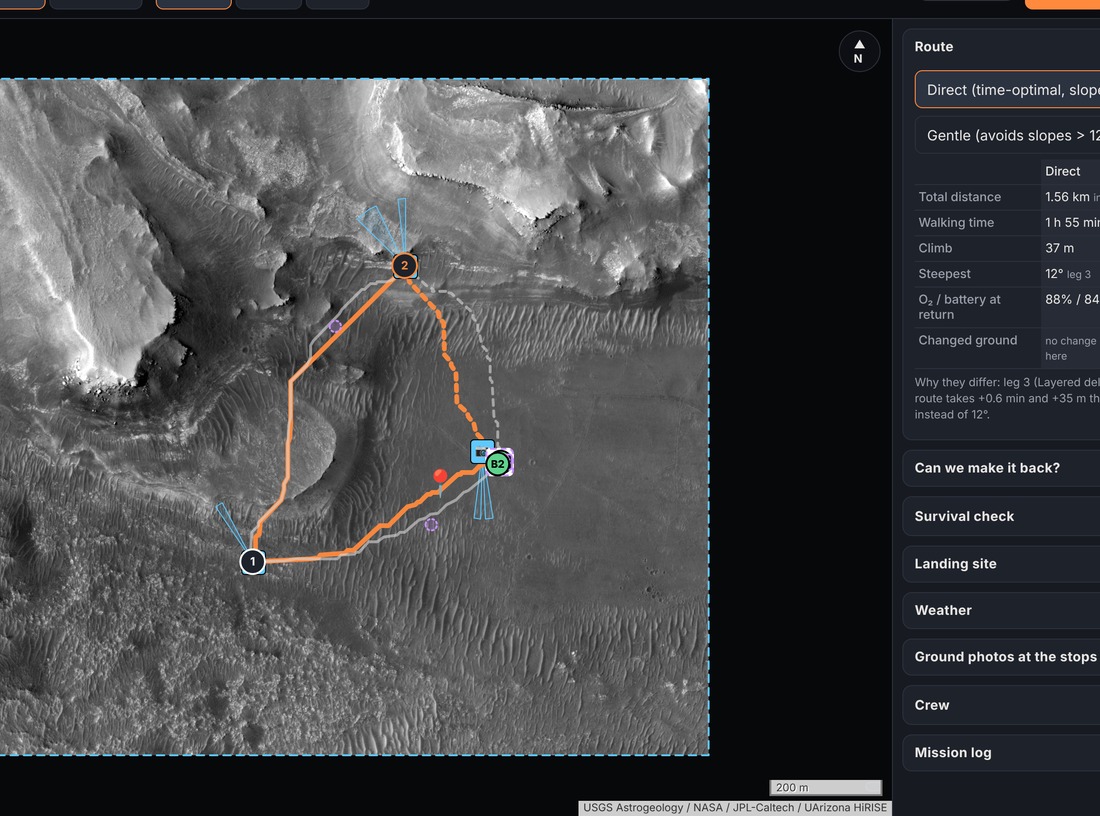 N
2
B2
1
200 m
USGS Astrogeology / NASA / JPL-Caltech / UArizona HiRISE
Route
Direct (time-optimal, slope
Gentle (avoids slopes > 12
Direct
Total distance 1.56 km
Walking time 1 h 55 min
Climb 37 m
Steepest 12° leg 3
O₂ / battery at return 88% / 84
Changed ground no change here
Why they differ: leg 3 (Layered del
route takes +0.6 min and +35 m th
instead of 12°.
Can we make it back?
Survival check
Landing site
Weather
Ground photos at the stops
Crew
Mission log